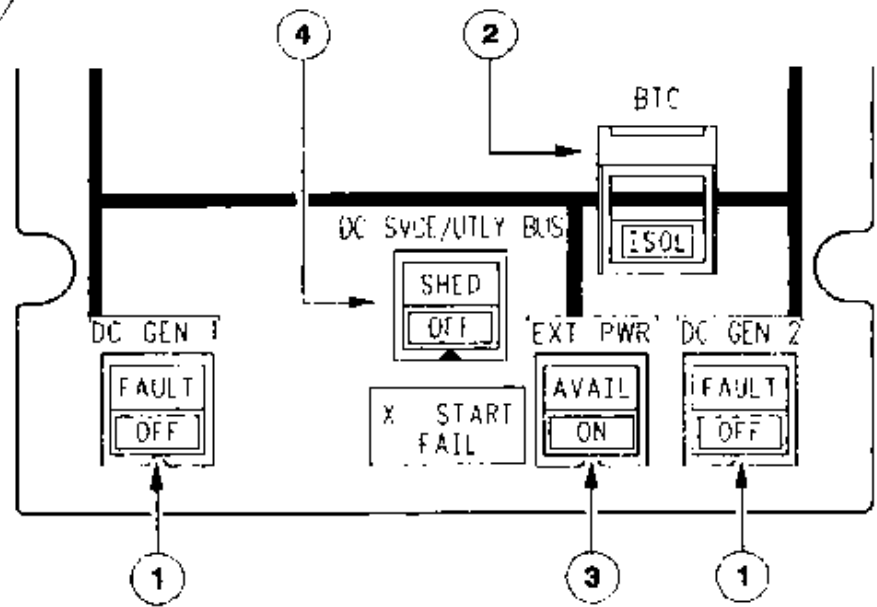 4
2
BTC
DC SVCE/UTLY BUS
ISOL
SHED
OFF
DC GEN 1
EXT PWR
DC GEN 2
FAULT
OFF
X START
FAIL
AVAIL
ON
FAULT
OFF
1
3
1